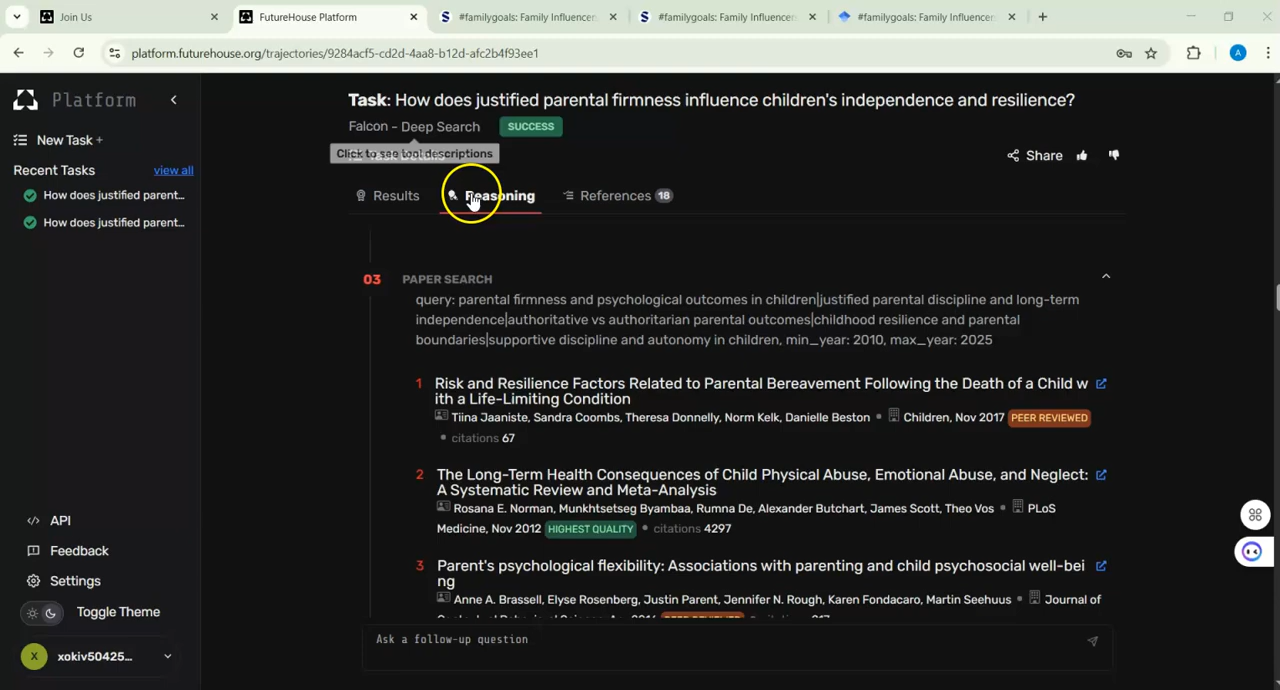 Join Us
FutureHouse Platform
#familygoals: Family Influencer
#familygoals: Family Influencer
#familygoals: Family Influencer
platform.futurehouse.org/trajectories/9284acf5-cd2d-4aa8-b12d-afc2b4f93ee1
A
Platform
New Task +
Recent Tasks view all
How does justified parent...
How does justified parent...
Task: How does justified parental firmness influence children's independence and resilience?
Falcon - Deep Search SUCCESS
Click to see tool descriptions
Share
Results Reasoning References 18
03 PAPER SEARCH
query: parental firmness and psychological outcomes in children|justified parental discipline and long-term
independence|authoritative vs authoritarian parental outcomes|childhood resilience and parental
boundaries|supportive discipline and autonomy in children, min_year: 2010, max_year: 2025
1 Risk and Resilience Factors Related to Parental Bereavement Following the Death of a Child w
ith a Life-Limiting Condition
Tiina Jaaniste, Sandra Coombs, Theresa Donnelly, Norm Kelk, Danielle Beston • Children, Nov 2017 PEER REVIEWED
• citations 67
2 The Long-Term Health Consequences of Child Physical Abuse, Emotional Abuse, and Neglect:
A Systematic Review and Meta-Analysis
Rosana E. Norman, Munkhtsetseg Byambaa, Rumna De, Alexander Butchart, James Scott, Theo Vos • PLoS
Medicine, Nov 2012 HIGHEST QUALITY • citations 4297
3 Parent's psychological flexibility: Associations with parenting and child psychosocial well-bei
ng
Anne A. Brassell, Elyse Rosenberg, Justin Parent, Jennifer N. Rough, Karen Fondacaro, Martin Seehuus • Journal of
Ask a follow-up question
API
Feedback
Settings
Toggle Theme
X xokiv50425...